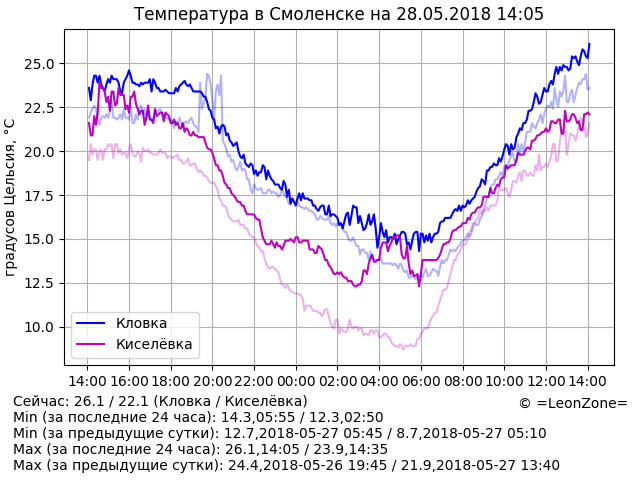 Температура в Смоленске на 28.05.2018 14:05
градусов Цельсия, °C
25.0
22.5
20.0
17.5
15.0
12.5
10.0
Кловка
Киселёвка
14:00 16:00 18:00 20:00 22:00 00:00 02:00 04:00 06:00 08:00 10:00 12:00 14:00
Сейчас: 26.1 / 22.1 (Кловка / Киселёвка)
© =LeonZone=
Min (за последние 24 часа): 14.3,05:55 / 12.3,02:50
Min (за предыдущие сутки): 12.7,2018-05-27 05:45 / 8.7,2018-05-27 05:10
Max (за последние 24 часа): 26.1,14:05 / 23.9,14:35
Max (за предыдущие сутки): 24.4,2018-05-26 19:45 / 21.9,2018-05-27 13:40